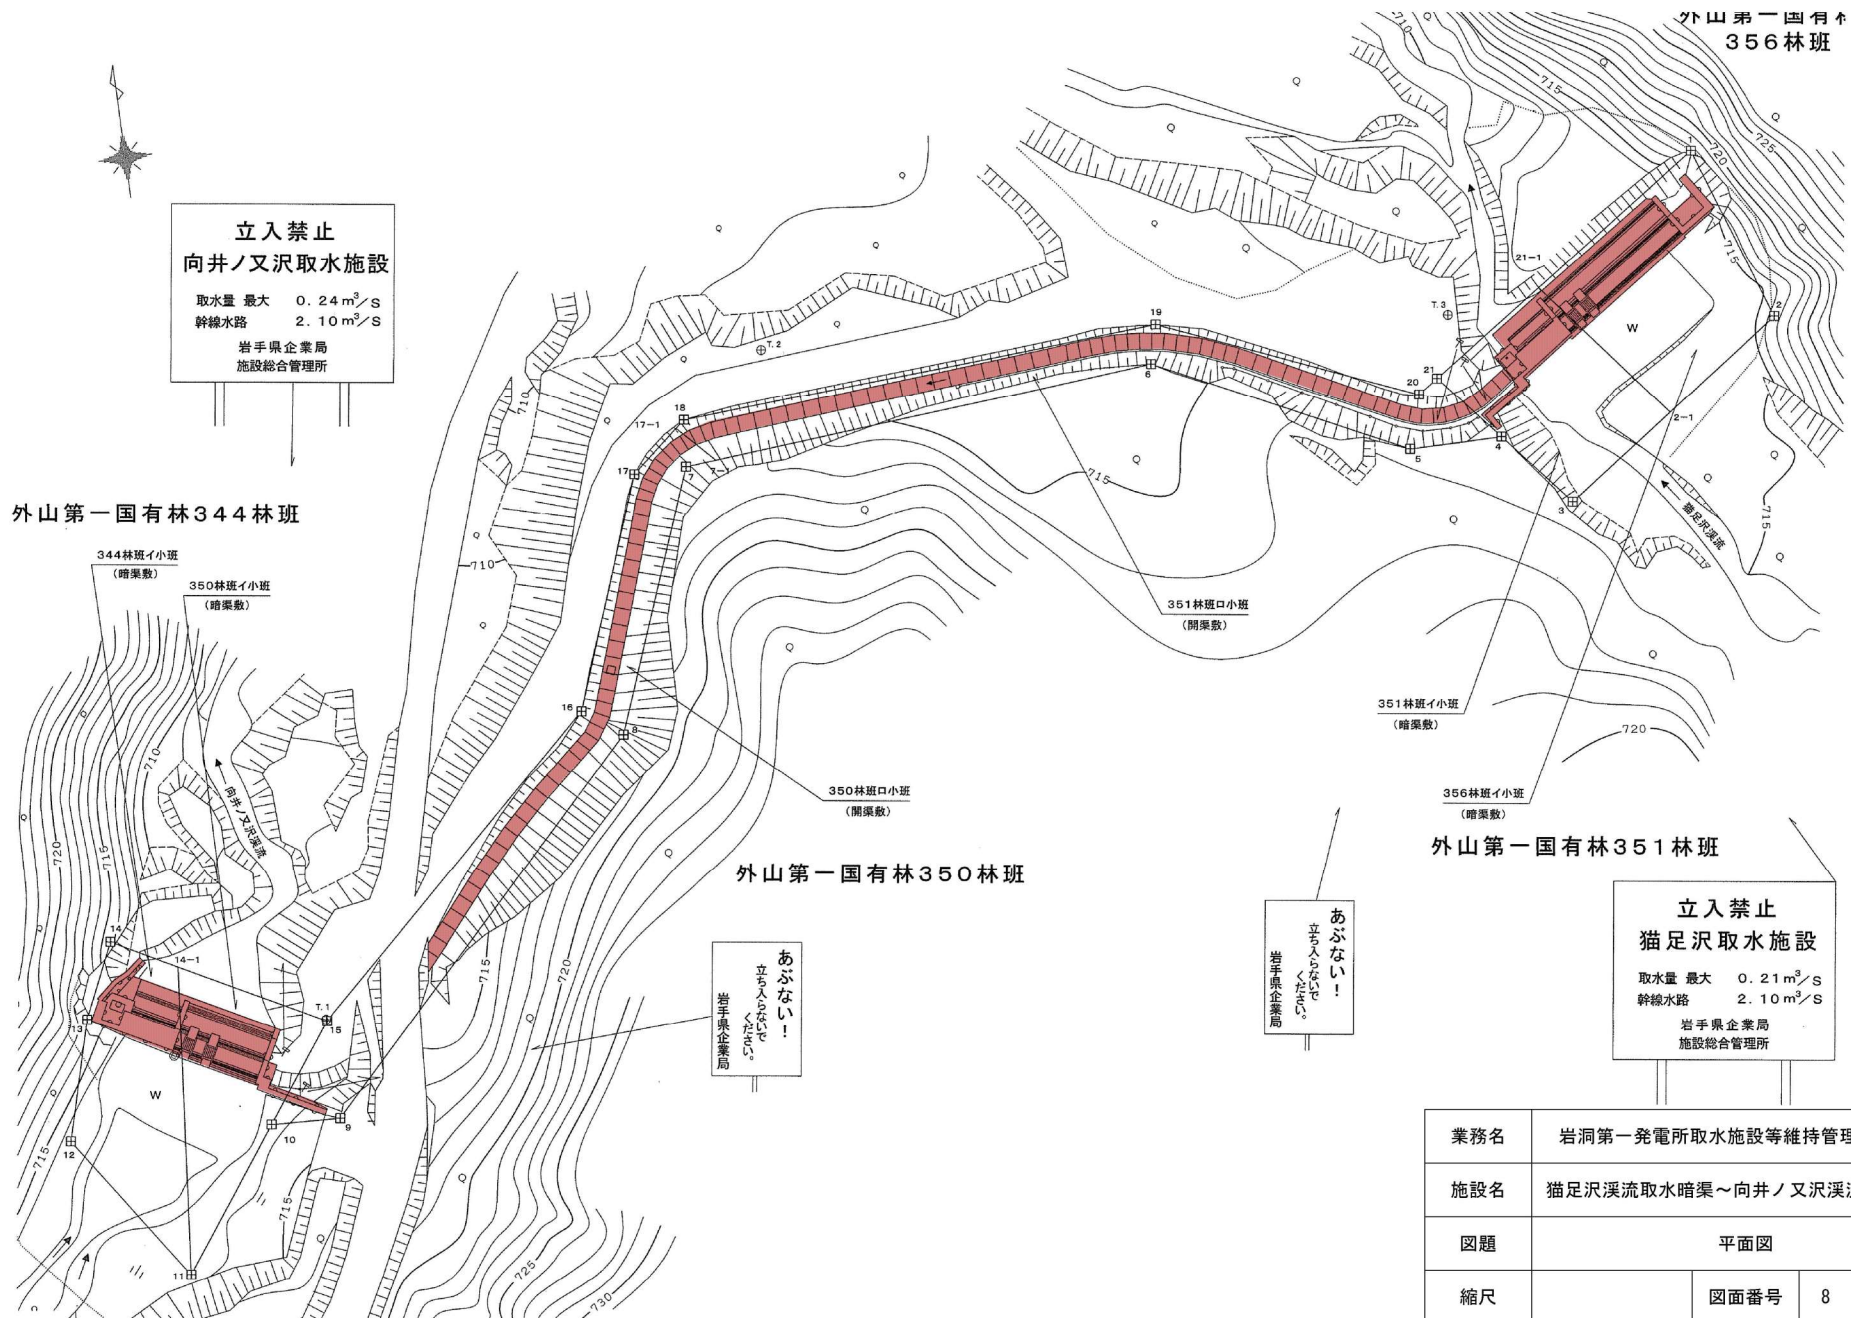 外山第一国有林
356林班
立入禁止
向井ノ又沢取水施設
取水量 最大 0.24m³/S
幹線水路 2.10m³/S
岩手県企業局
施設総合管理所
外山第一国有林344林班
344林班イ小班
(暗渠敷)
350林班イ小班
(暗渠敷)
351林班ロ小班
(開渠敷)
351林班イ小班
(暗渠敷)
350林班ロ小班
(開渠敷)
356林班イ小班
(暗渠敷)
外山第一国有林350林班
外山第一国有林351林班
猫足沢渓流
向井ノ又沢渓流
あぶない!
立ち入らないで
ください。
岩手県企業局
あぶない!
立ち入らないで
ください。
岩手県企業局
立入禁止
猫足沢取水施設
取水量 最大 0.21m³/S
幹線水路 2.10m³/S
岩手県企業局
施設総合管理所
業務名 岩洞第一発電所取水施設等維持管理
施設名 猫足沢渓流取水暗渠～向井ノ又沢渓流
図題 平面図
縮尺
図面番号 8
710
715
720
725
715
715
715
720
710
710
710
720
715
715
715
720
715
725
730
1
2
2-1
3
4
5
6
7
7-1
8
9
10
11
12
13
14
14-1
15
16
17
17-1
18
19
20
21
21-1
T.1
T.2
T.3
W
W